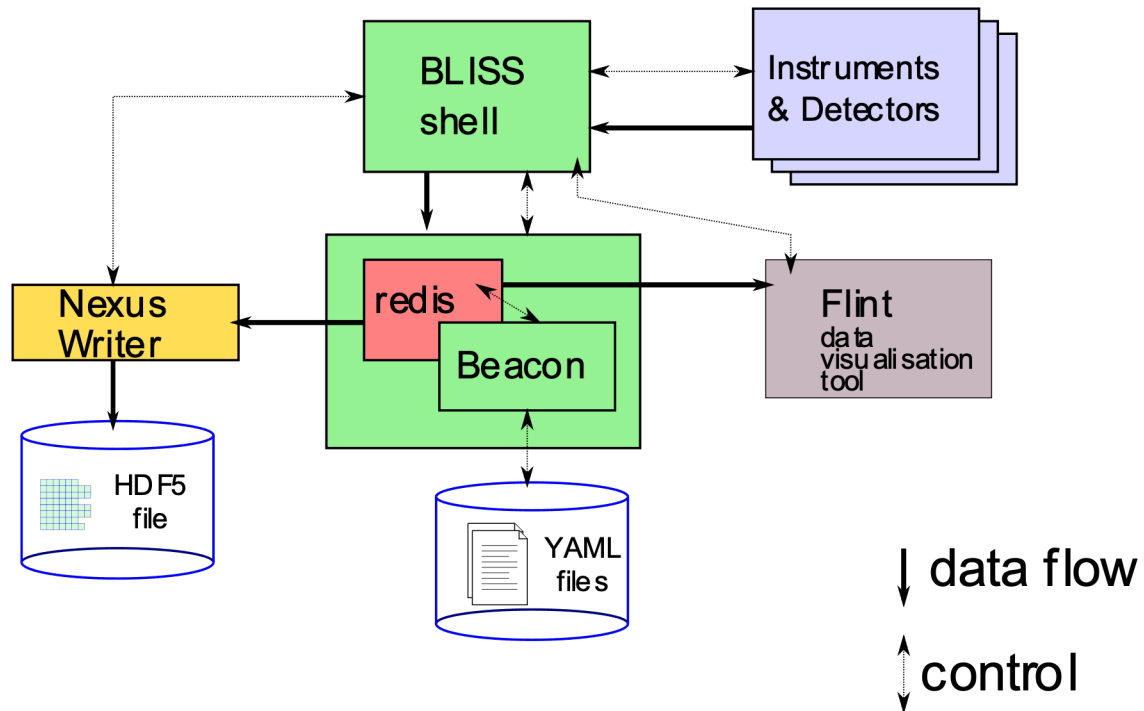 BLISS
shell
Instruments
& Detectors
Nexus
Writer
redis
Beacon
Flint
data
visualisation
tool
HDF5
file
YAML
files
data flow
control